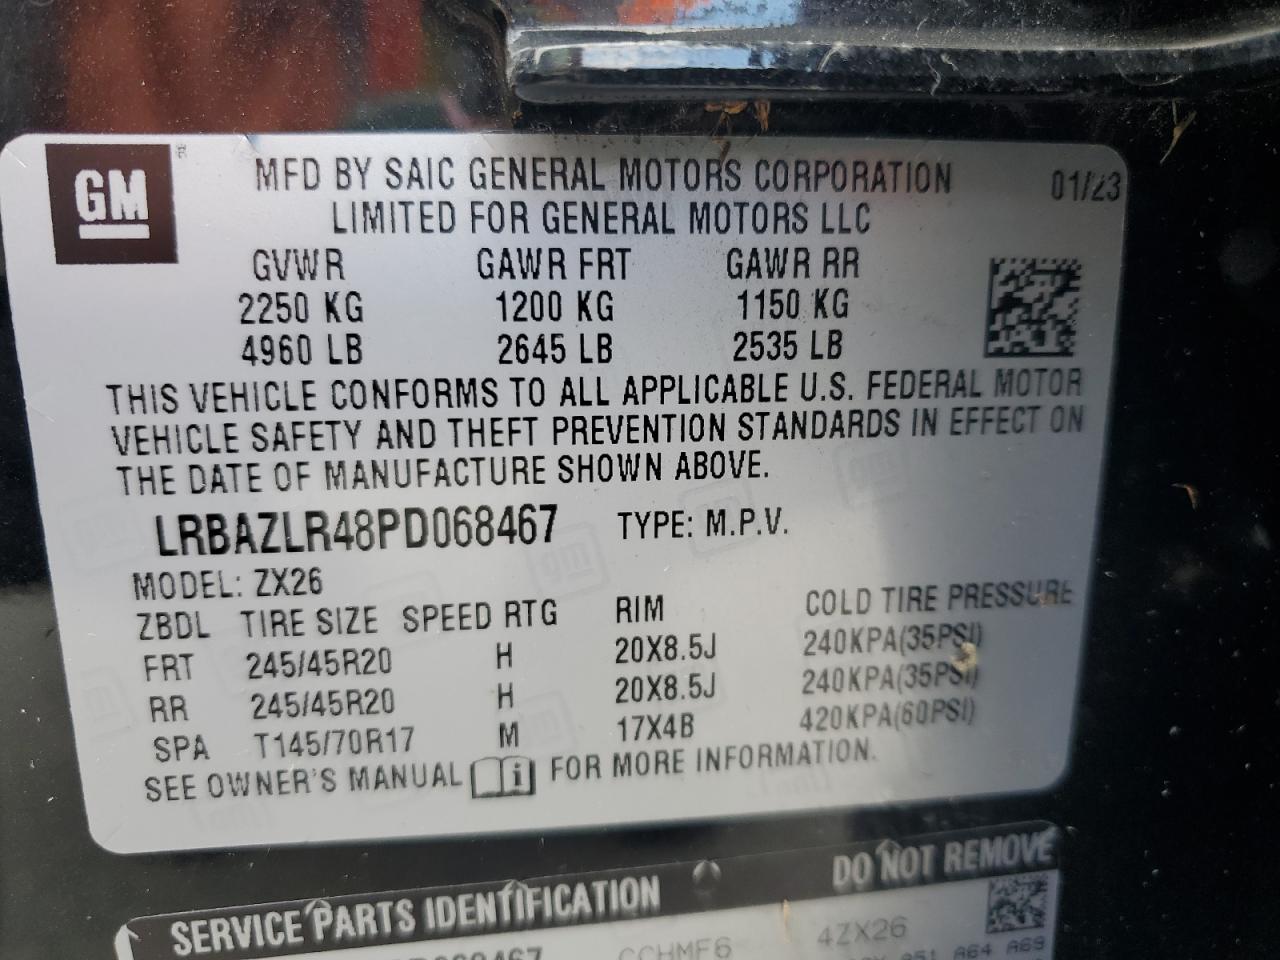 GM
MFD BY SAIC GENERAL MOTORS CORPORATION 01/23
LIMITED FOR GENERAL MOTORS LLC
GVWR GAWR FRT GAWR RR
2250 KG 1200 KG 1150 KG
4960 LB 2645 LB 2535 LB
THIS VEHICLE CONFORMS TO ALL APPLICABLE U.S. FEDERAL MOTOR
VEHICLE SAFETY AND THEFT PREVENTION STANDARDS IN EFFECT ON
THE DATE OF MANUFACTURE SHOWN ABOVE.
LRBAZLR48PD068467 TYPE: M.P.V.
MODEL: ZX26
ZBDL TIRE SIZE SPEED RTG RIM COLD TIRE PRESSURE
FRT 245/45R20 H 20X8.5J 240KPA(35PSI)
RR 245/45R20 H 20X8.5J 240KPA(35PSI)
SPA T145/70R17 M 17X4B 420KPA(60PSI)
SEE OWNER'S MANUAL FOR MORE INFORMATION.
SERVICE PARTS IDENTIFICATION DO NOT REMOVE
CCHMF6 4ZX26
A51 A64 A69